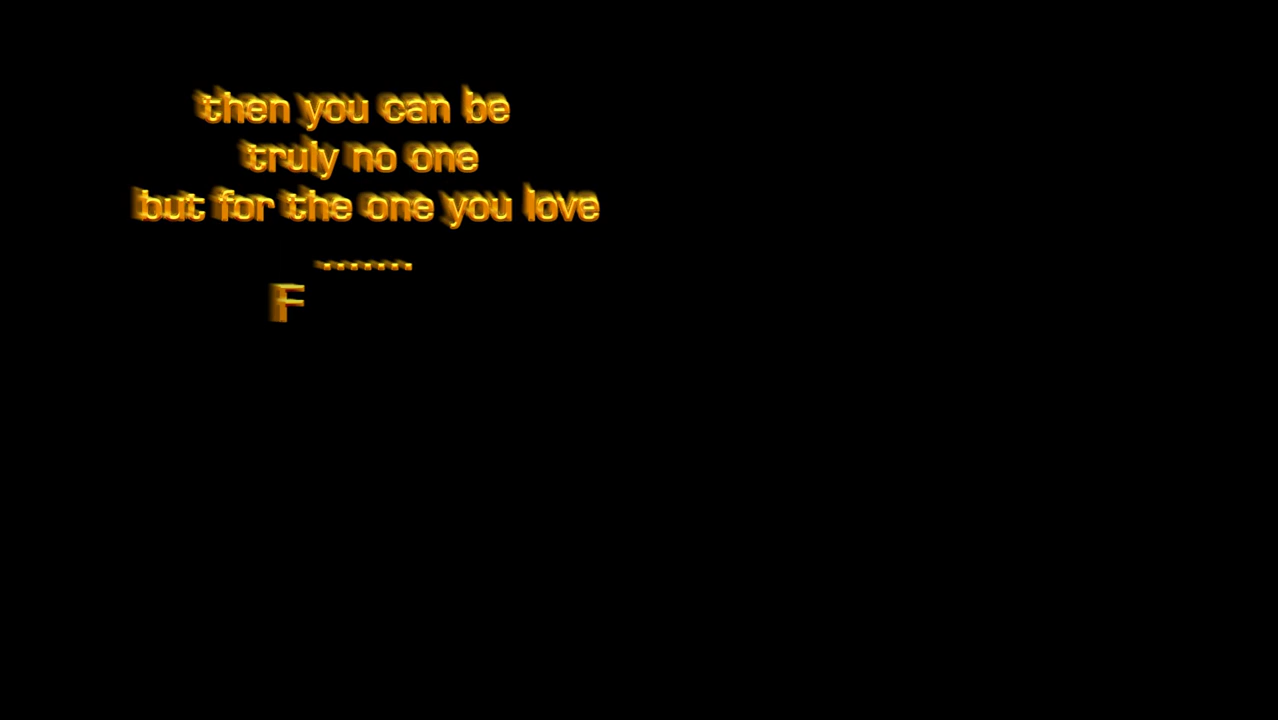 then you can be
truly no one
but for the one you love
.......
F